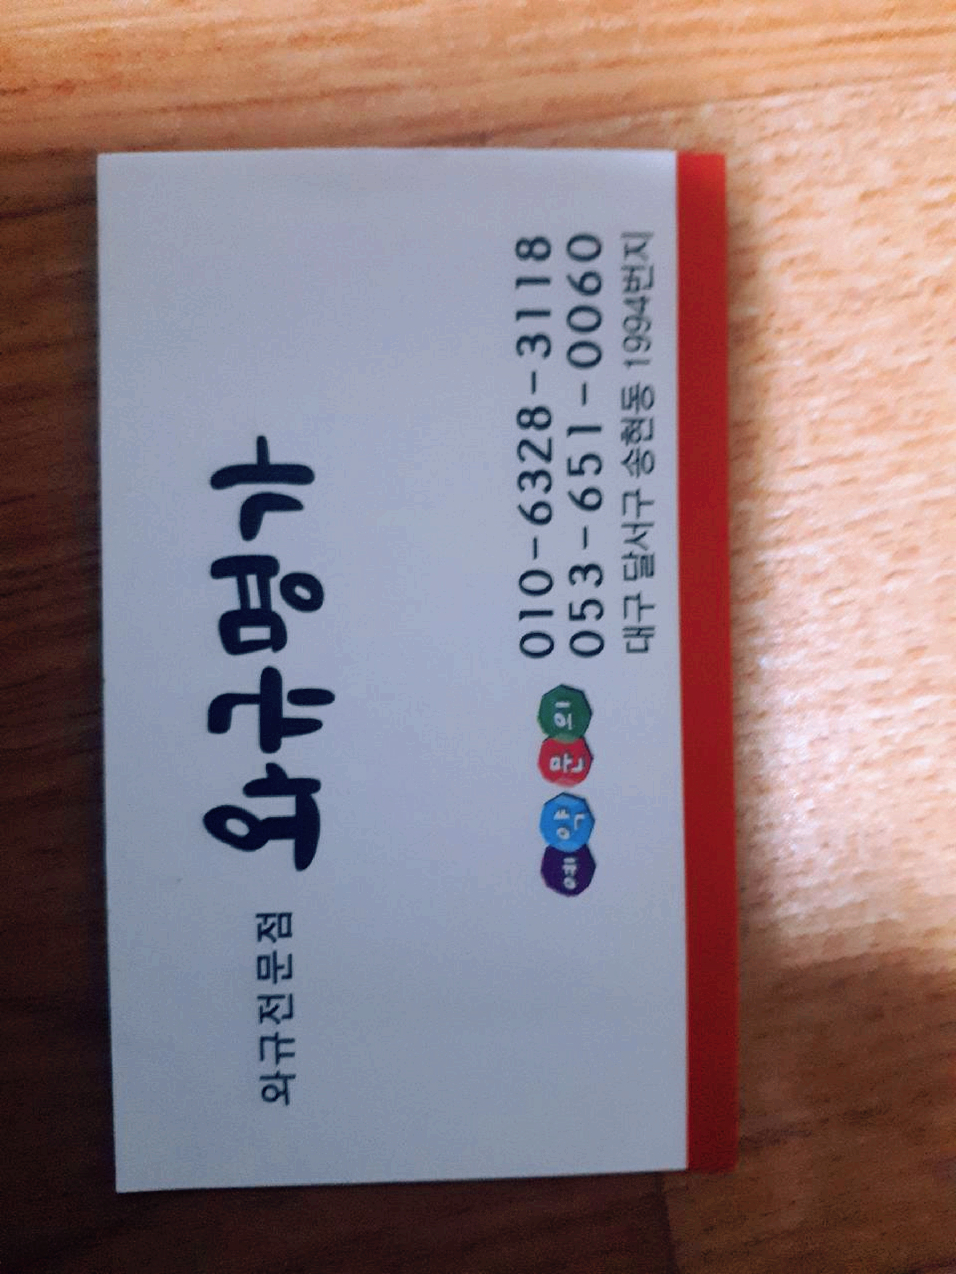 와규전문점 와규명가
예약문의
010-6328-3118
053-651-0060
대구 달서구 송현동 1994번지